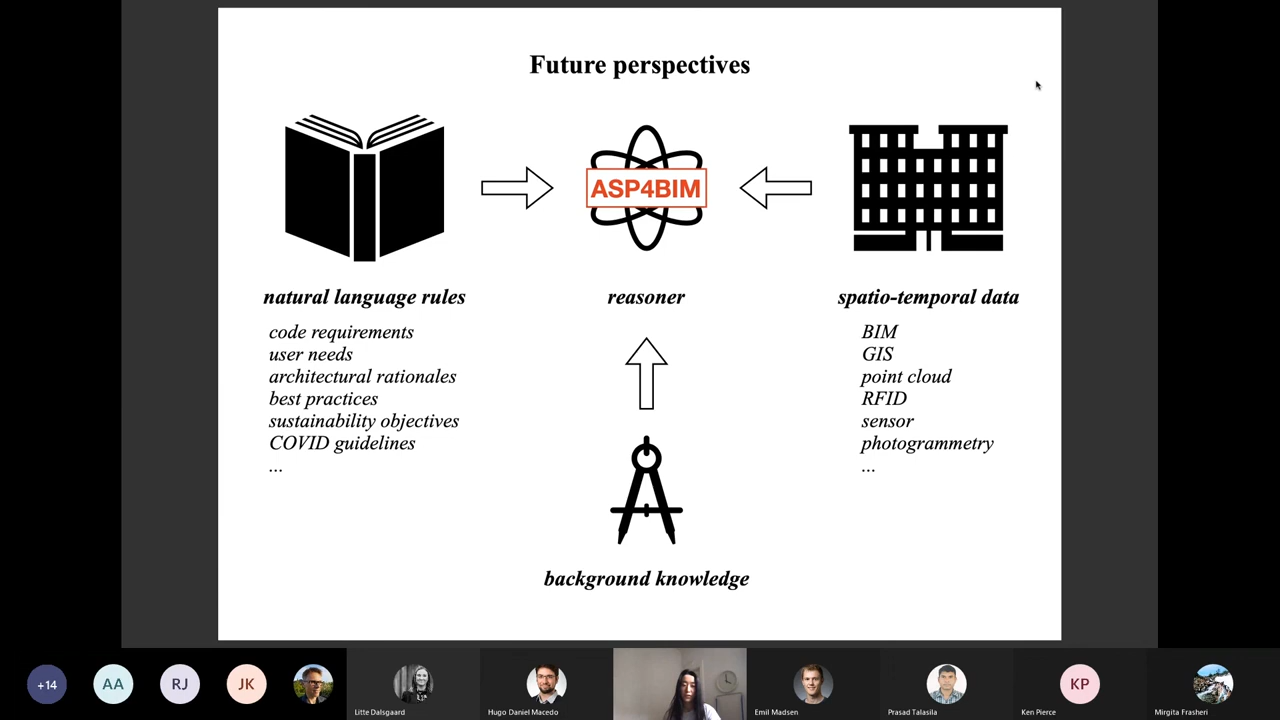 Future perspectives
ASP4BIM
natural language rules
reasoner
spatio-temporal data
code requirements
user needs
architectural rationales
best practices
sustainability objectives
COVID guidelines
...
BIM
GIS
point cloud
RFID
sensor
photogrammetry
...
background knowledge
+14
AA
RJ
JK
KP
Litte Dalsgaard
Hugo Daniel Macedo
Emil Madsen
Prasad Talasila
Ken Pierce
Mirgita Frasheri